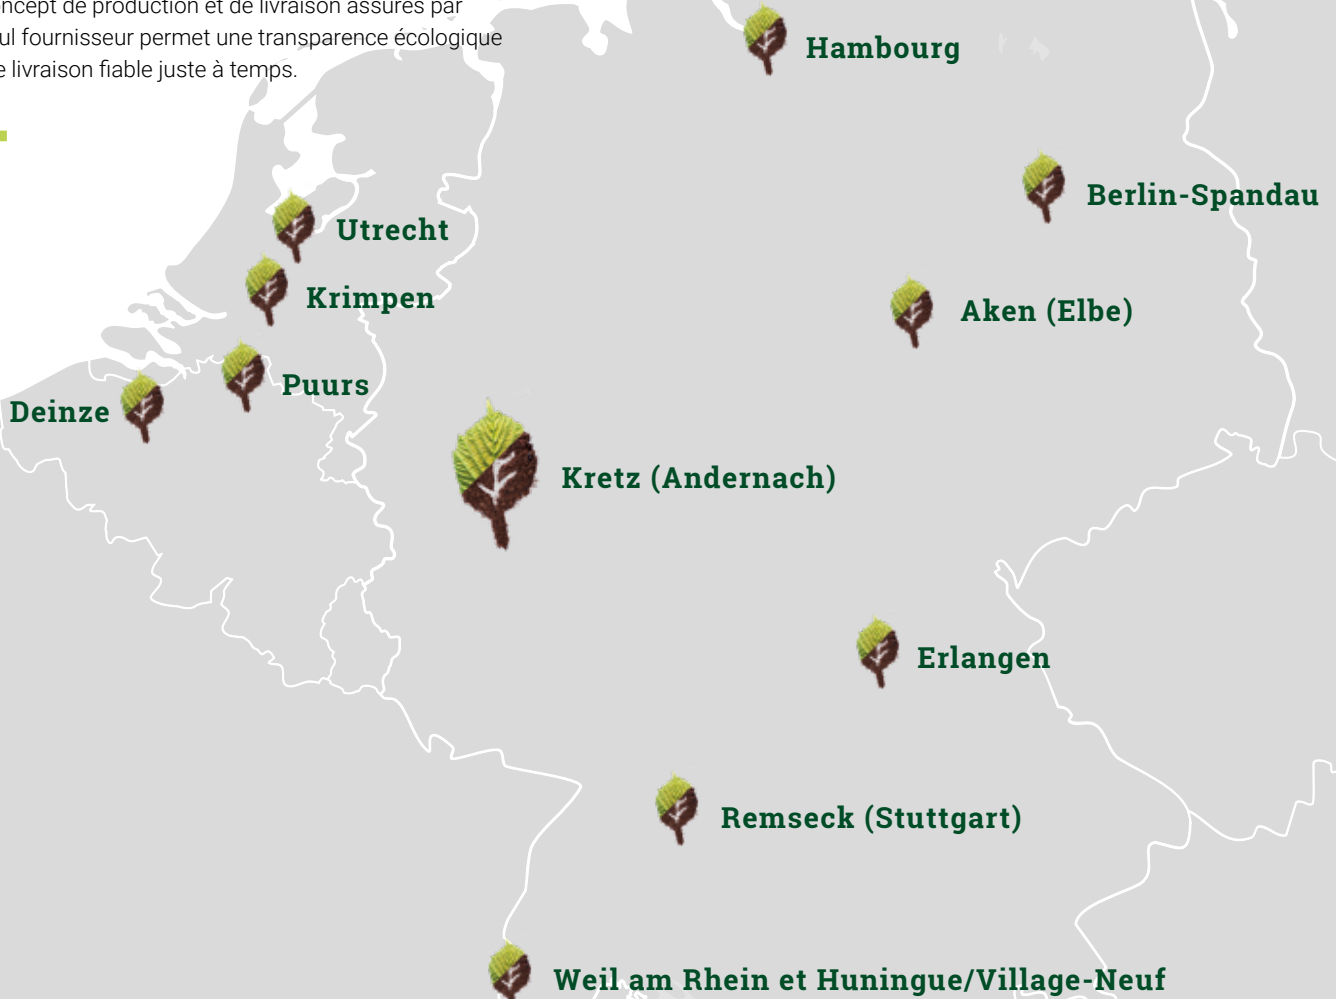 oncept de production et de livraison assurés par
ul fournisseur permet une transparence écologique
e livraison fiable juste à temps.
Hambourg
Berlin-Spandau
Utrecht
Krimpen
Aken (Elbe)
Puurs
Deinze
Kretz (Andernach)
Erlangen
Remseck (Stuttgart)
Weil am Rhein et Huningue/Village-Neuf